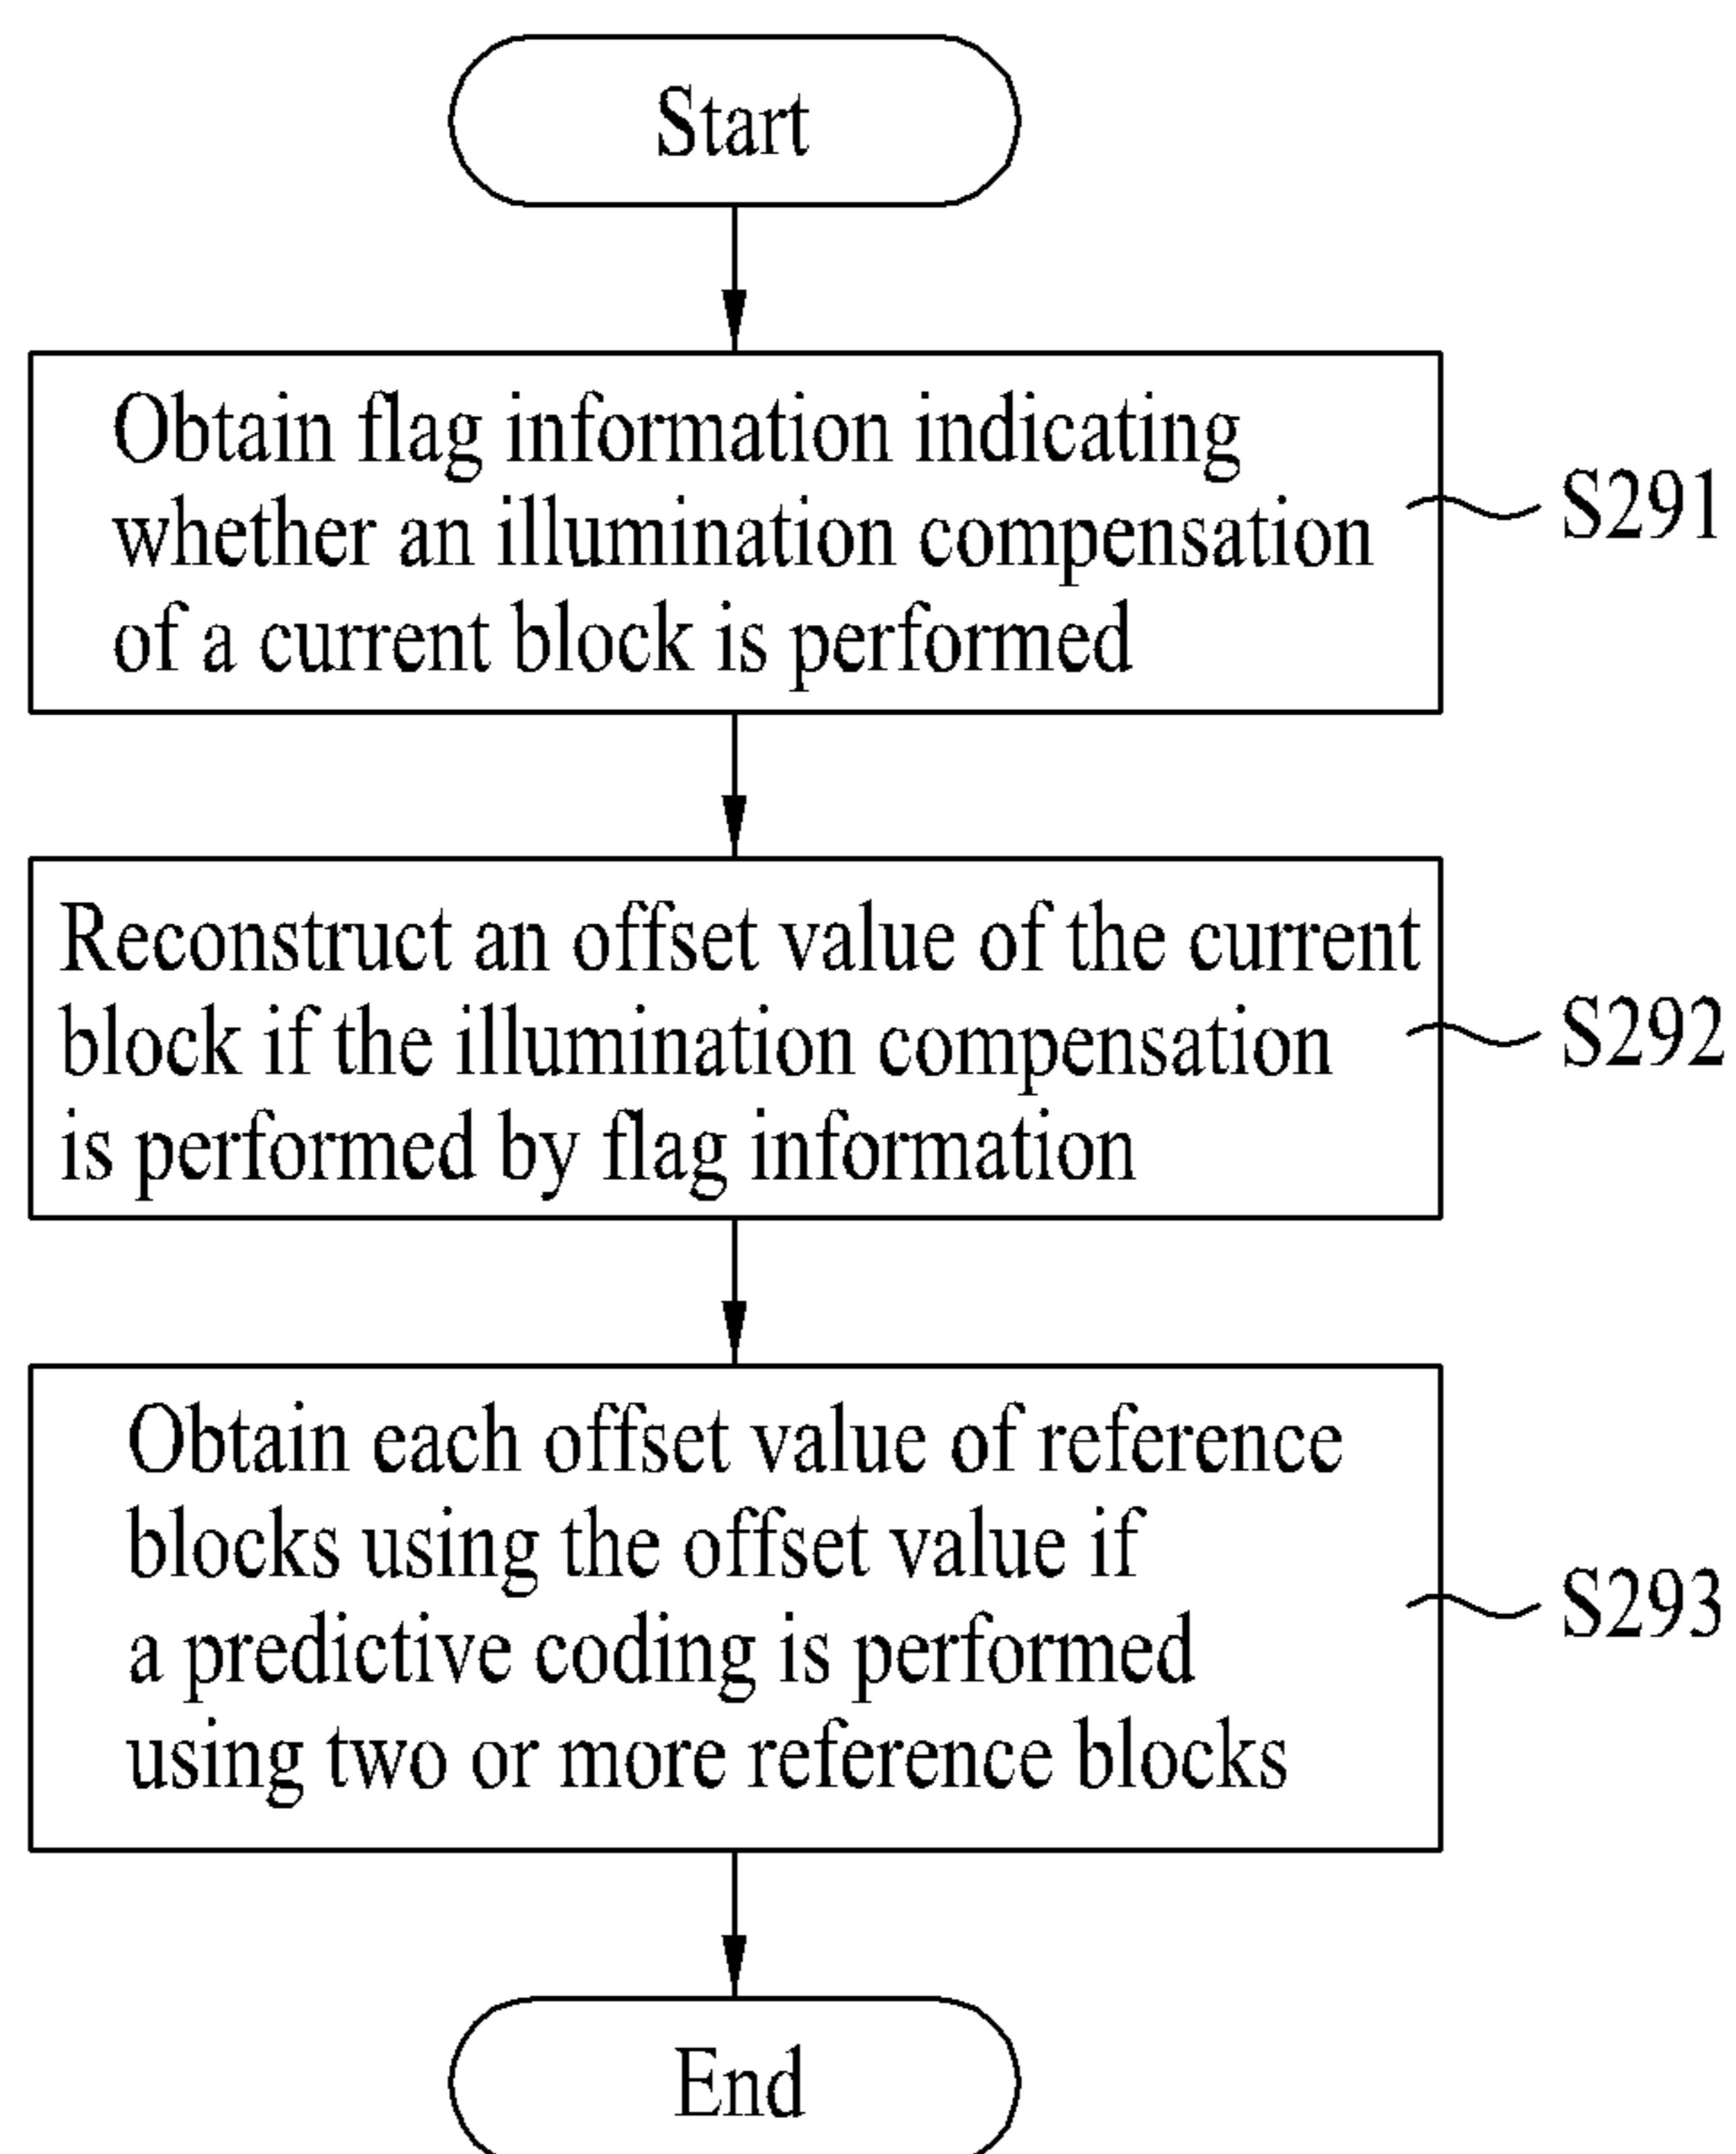 Start
Obtain flag information indicating
whether an illumination compensation
of a current block is performed
S291
Reconstruct an offset value of the current
block if the illumination compensation
is performed by flag information
S292
Obtain each offset value of reference
blocks using the offset value if
a predictive coding is performed
using two or more reference blocks
S293
End